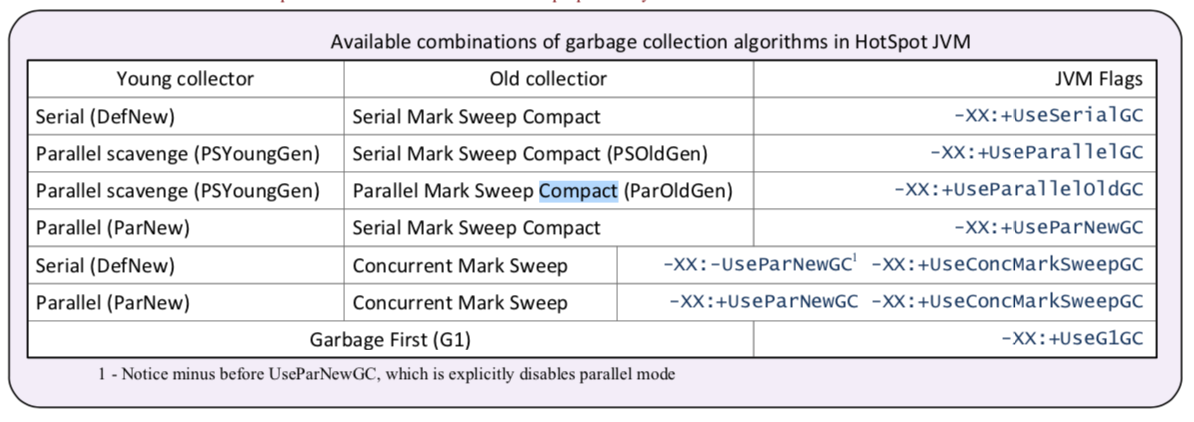 Available combinations of garbage collection algorithms in HotSpot JVM
Young collector Old collectior JVM Flags
Serial (DefNew) Serial Mark Sweep Compact -XX:+UseSerialGC
Parallel scavenge (PSYoungGen) Serial Mark Sweep Compact (PSOldGen) -XX:+UseParallelGC
Parallel scavenge (PSYoungGen) Parallel Mark Sweep Compact (ParOldGen) -XX:+UseParallelOldGC
Parallel (ParNew) Serial Mark Sweep Compact -XX:+UseParNewGC
Serial (DefNew) Concurrent Mark Sweep -XX:-UseParNewGC¹ -XX:+UseConcMarkSweepGC
Parallel (ParNew) Concurrent Mark Sweep -XX:+UseParNewGC -XX:+UseConcMarkSweepGC
Garbage First (G1) -XX:+UseG1GC
1 - Notice minus before UseParNewGC, which is explicitly disables parallel mode